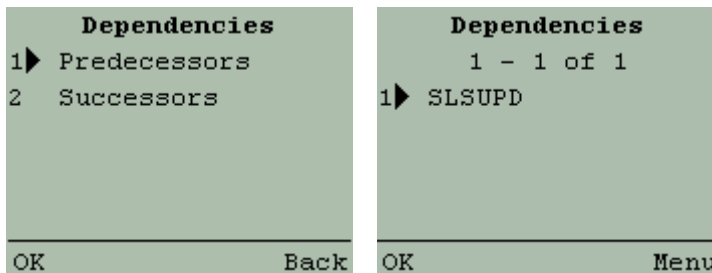 Dependencies
1 Predecessors
2 Successors
OK Back
Dependencies
1 - 1 of 1
1 SLSUPD
OK Menu